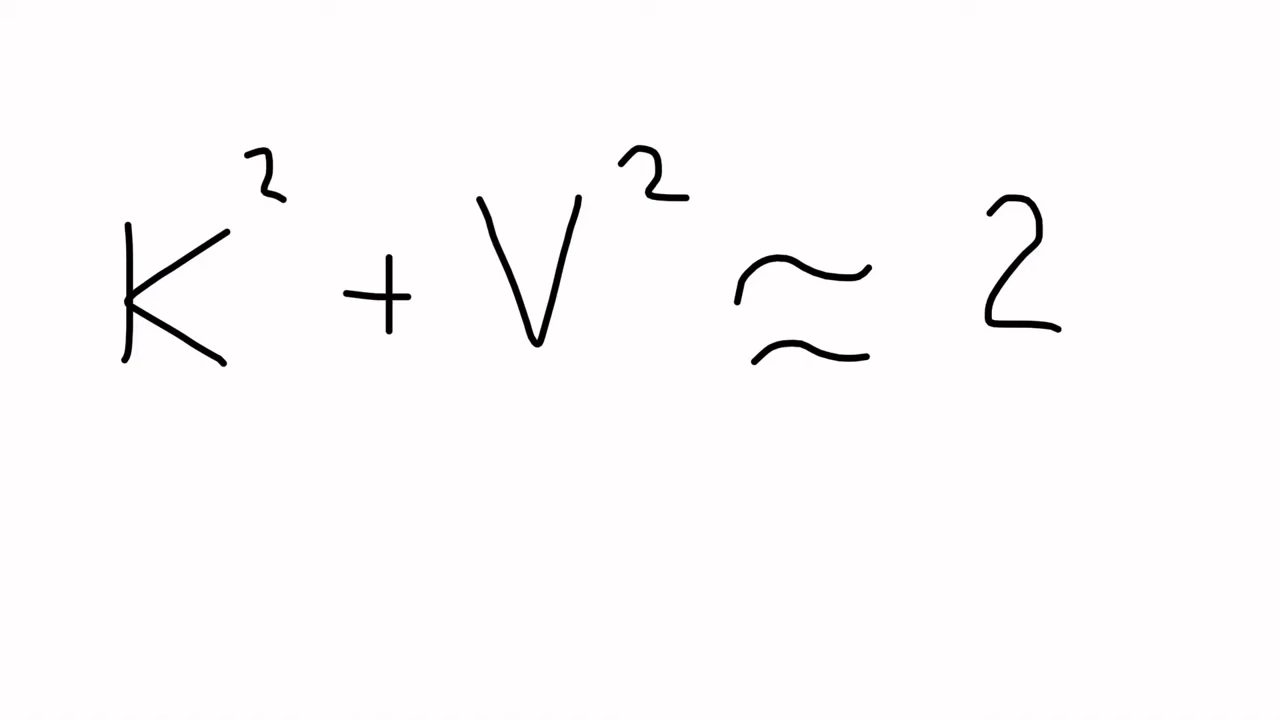 K² + V² ≈ 2